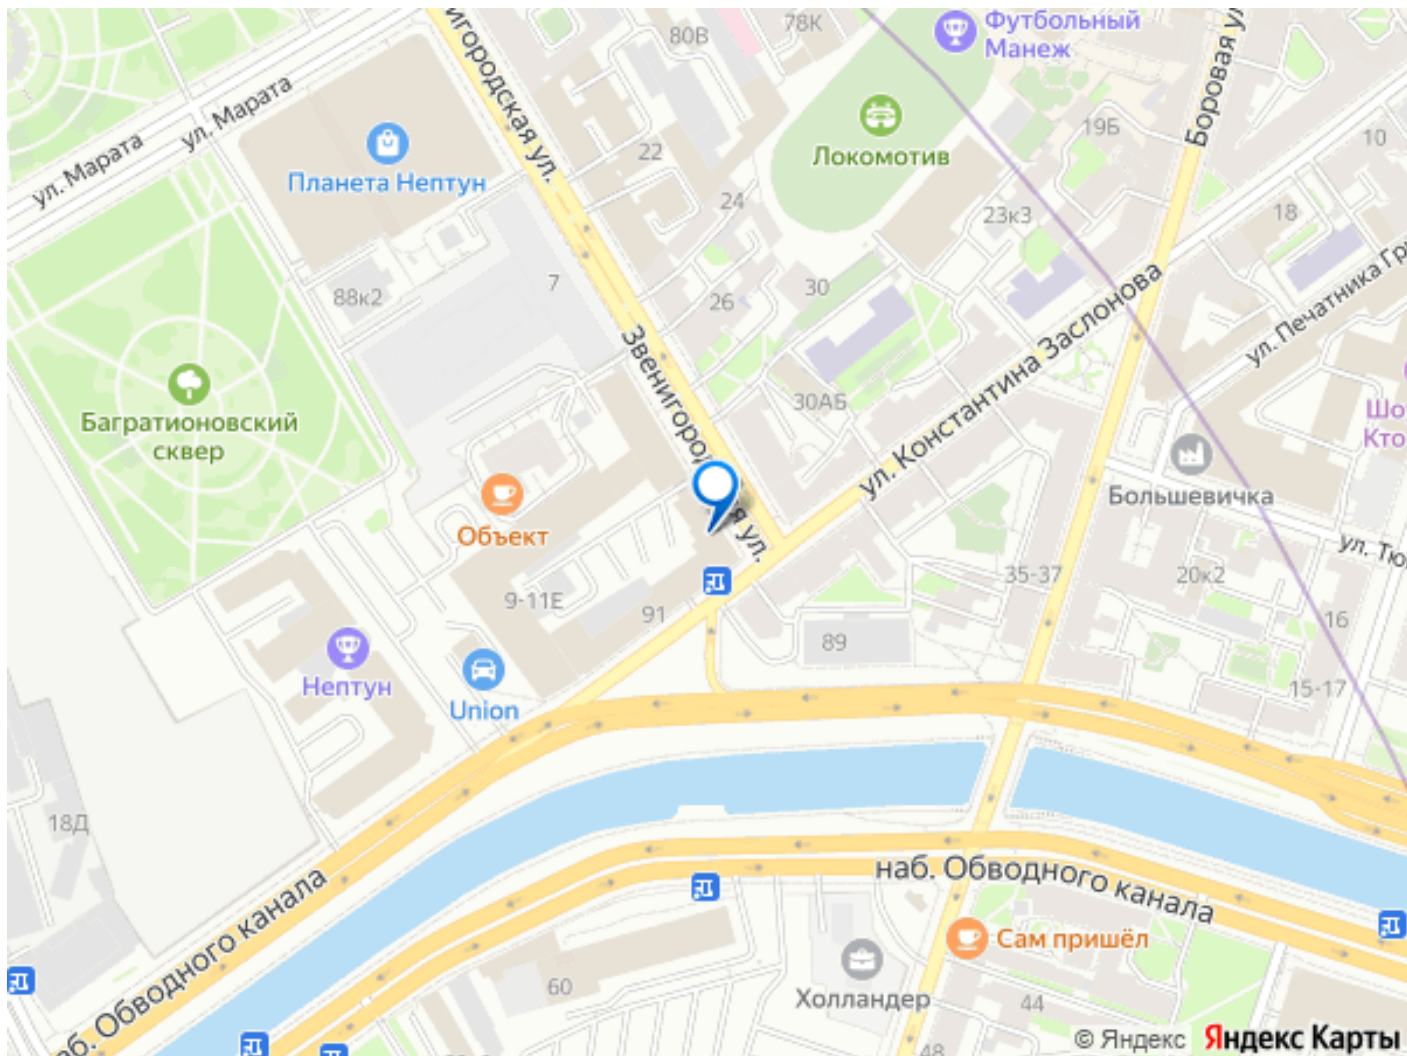 78К
80В
Футбольный
Манеж
Боровая ул
игородская ул.
ул. Марата
ул. Марата
Планета Нептун
22
Локомотив
19Б
10
24
23к3
18
7
88к2
26
30
ул. Печатника Гр
Звенигородская ул.
ул. Константина Заслонова
30АБ
Багратионовский
сквер
Шо
Кто
Большевичка
Объект
ул. Тю
9-11Е
91
35-37
20к2
16
89
Нептун
Union
15-17
18Д
наб. Обводного канала
наб. Обводного канала
Сам пришёл
60
Холландер
44
48
© Яндекс Яндекс Карты